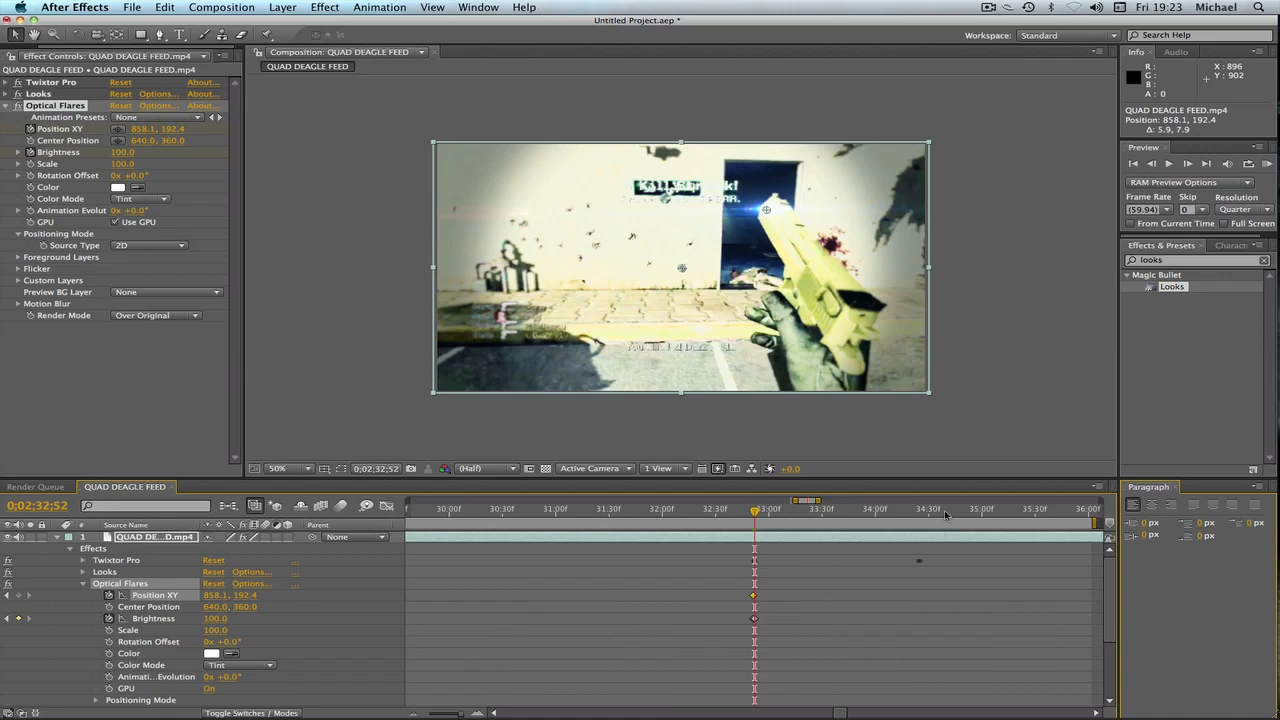 After Effects File Edit Composition Layer Effect Animation View Window Help Fri 19:23 Michael
Untitled Project.aep *
Workspace: Standard Search Help
Effect Controls: QUAD DEAGLE FEED.mp4
QUAD DEAGLE FEED • QUAD DEAGLE FEED.mp4
Twixtor Pro Reset About...
Looks Reset Options... About...
Optical Flares Reset Options... About...
Animation Presets: None
Position XY 858.1, 192.4
Center Position 640.0, 360.0
Brightness 100.0
Scale 100.0
Rotation Offset 0x +0.0°
Color
Color Mode Tint
Animation Evolut 0x +0.0°
GPU Use GPU
Positioning Mode
Source Type 2D
Foreground Layers
Flicker
Custom Layers
Preview BG Layer None
Motion Blur
Render Mode Over Original
Composition: QUAD DEAGLE FEED
QUAD DEAGLE FEED
50% 0;02;32;52 (Half) Active Camera 1 View +0.0
Info Audio
R: X: 896
G: Y: 902
B:
A: 0
QUAD DEAGLE FEED.mp4
Position: 858.1, 192.4
Δ: 5.9, 7.9
Preview
RAM Preview Options
Frame Rate Skip Resolution
(59.94) 0 Quarter
From Current Time Full Screen
Effects & Presets Charact
looks
Magic Bullet
Looks
Paragraph
0 px 0 px 0 px
0 px 0 px
Render Queue QUAD DEAGLE FEED
0;02;32;52
30:00f 30:30f 31:00f 31:30f 32:00f 32:30f 33:00f 33:30f 34:00f 34:30f 35:00f 35:30f 36:00f
# Source Name Parent
1 QUAD DE...D.mp4 None
Effects
Twixtor Pro Reset ...
Looks Reset Options... ...
Optical Flares Reset Options... ...
Position XY 858.1, 192.4
Center Position 640.0, 360.0
Brightness 100.0
Scale 100.0
Rotation Offset 0x +0.0°
Color
Color Mode Tint
Animati...Evolution 0x +0.0°
GPU On
Positioning Mode
Toggle Switches / Modes